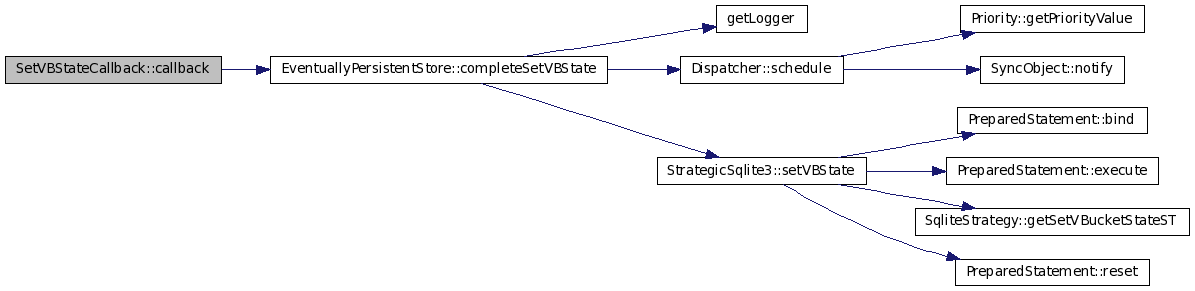 SetVBStateCallback::callback
EventuallyPersistentStore::completeSetVBState
getLogger
Dispatcher::schedule
StrategicSqlite3::setVBState
Priority::getPriorityValue
SyncObject::notify
PreparedStatement::bind
PreparedStatement::execute
SqliteStrategy::getSetVBucketStateST
PreparedStatement::reset